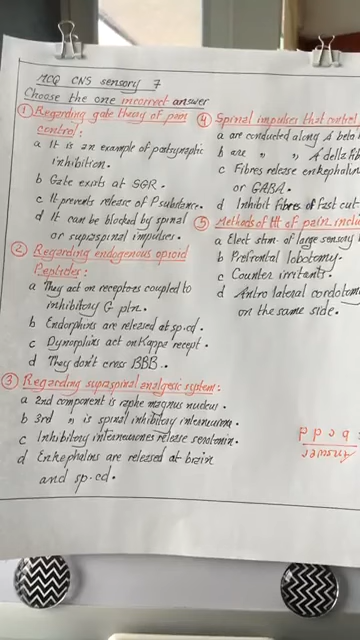 MCQ CNS sensory 7
Choose the one incorrect answer
① Regarding gate theory of pain
control:
a It is an example of postsynaptic
inhibition.
b Gate exists at SGR.
c It prevents release of P substance.
d It can be blocked by spinal
or supraspinal impulses.
② Regarding endogenous opioid
Peptides:
a They act on receptors coupled to
inhibitory G ptn.
b Endorphins are released at sp.cd.
c Dynorphins act on Kappa recept.
d They don't cross BBB.
③ Regarding supraspinal analgesic system:
a 2nd component is raphe magnus nucleus.
b 3rd " is spinal inhibitory interneurons.
c Inhibitory interneurones release serotonin.
d Enkephalins are released at brain
and sp.cd.
④ Spinal impulses that control
a are conducted along A beta
b are " " A delta fib
c Fibres release enkephalin
or GABA.
d Inhibit fibres of fast cut
⑤ Methods of ttt of pain inclu
a Elect stim. of large sensory
b Prefrontal lobotomy.
c Counter irritants.
d Antro lateral cordotom
on the same side.
answer
a b c d d